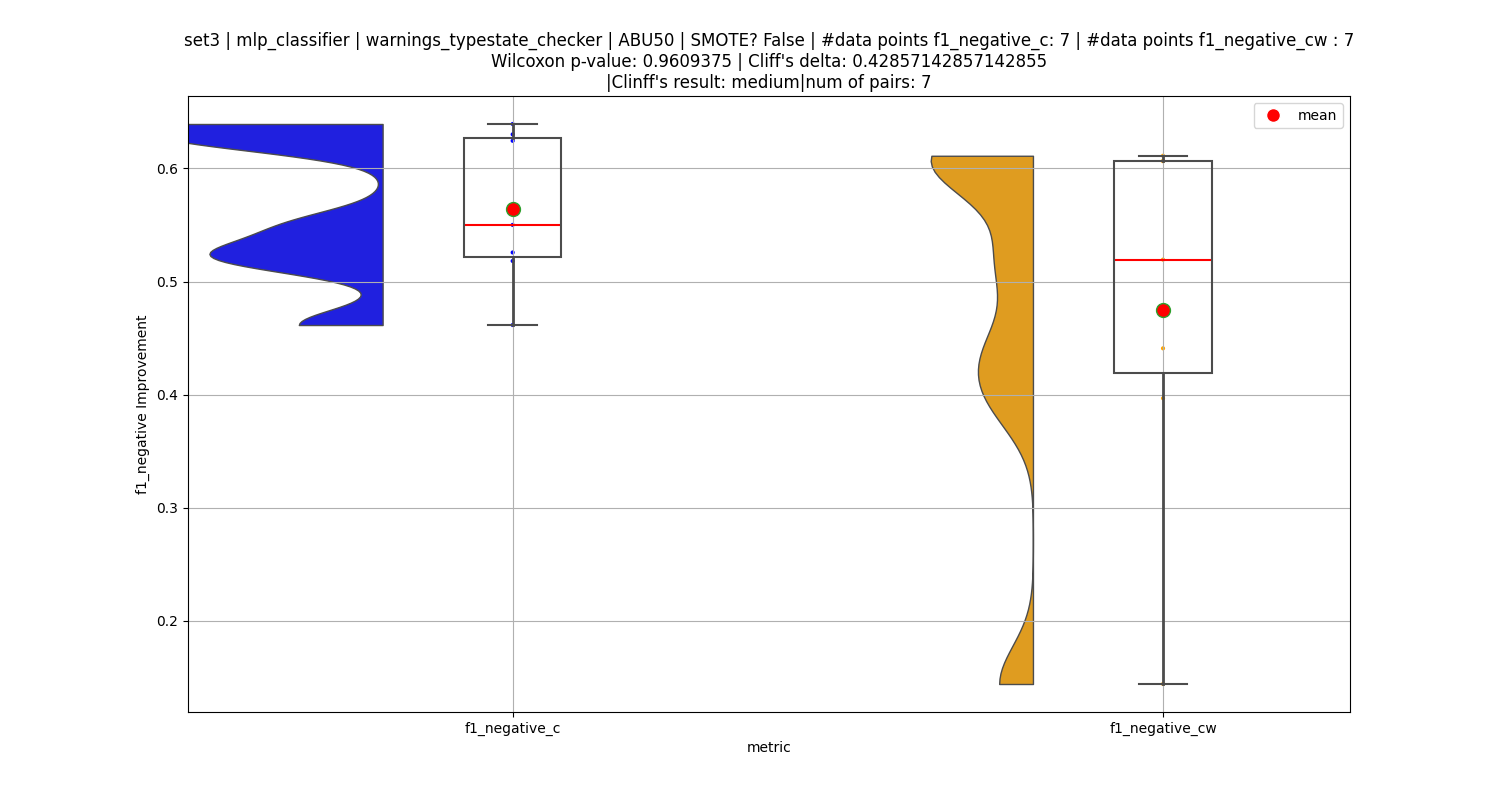 set3 | mlp_classifier | warnings_typestate_checker | ABU50 | SMOTE? False | #data points f1_negative_c: 7 | #data points f1_negative_cw : 7
Wilcoxon p-value: 0.9609375 | Cliff's delta: 0.42857142857142855
|Clinff's result: medium|num of pairs: 7
mean
0.6
0.5
0.4
0.3
0.2
f1_negative Improvement
f1_negative_c
f1_negative_cw
metric